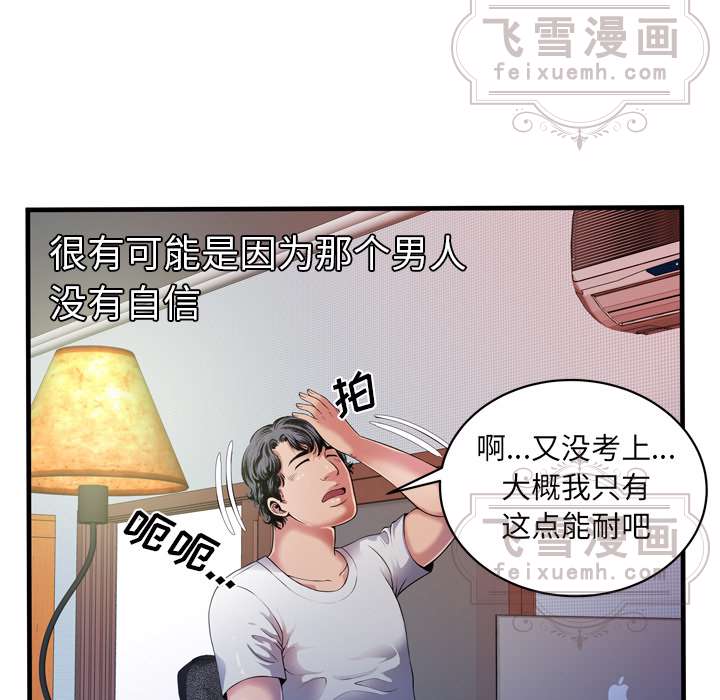 飞雪漫画
feixuemh.com
很有可能是因为那个男人
没有自信
拍
啊...又没考上...
大概我只有
这点能耐吧
呃呃...
飞雪漫画
feixuemh.com